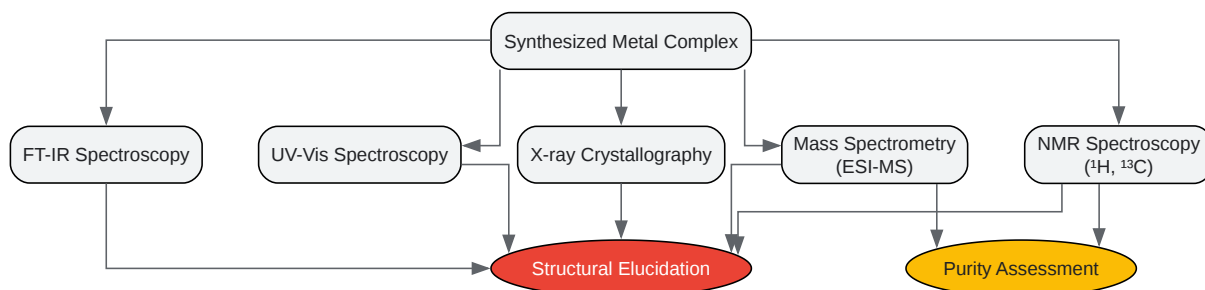 Synthesized Metal Complex
FT-IR Spectroscopy
UV-Vis Spectroscopy
X-ray Crystallography
Mass Spectrometry
(ESI-MS)
NMR Spectroscopy
(¹H, ¹³C)
Structural Elucidation
Purity Assessment